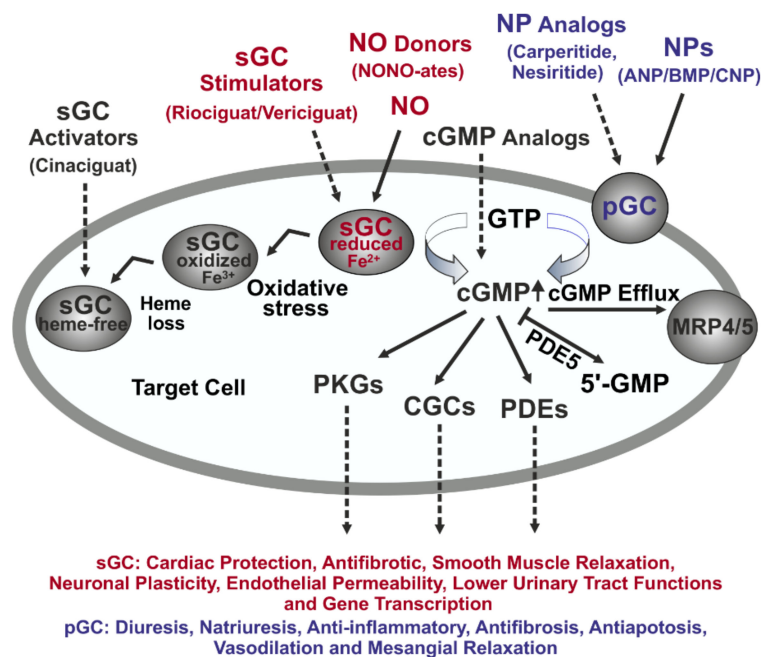 NP Analogs
(Carperitide,
Nesiritide)
NPs
(ANP/BMP/CNP)
NO Donors
(NONO-ates)
NO
sGC
Stimulators
(Riociguat/Vericiguat)
sGC
Activators
(Cinaciguat)
cGMP Analogs
pGC
GTP
sGC
reduced
Fe2+
sGC
oxidized
Fe3+
Oxidative
stress
sGC
heme-free
Heme
loss
cGMP
cGMP Efflux
MRP4/5
PDE5
5'-GMP
Target Cell
PKGs
CGCs
PDEs
sGC: Cardiac Protection, Antifibrotic, Smooth Muscle Relaxation,
Neuronal Plasticity, Endothelial Permeability, Lower Urinary Tract Functions
and Gene Transcription
pGC: Diuresis, Natriuresis, Anti-inflammatory, Antifibrosis, Antiapotosis,
Vasodilation and Mesangial Relaxation